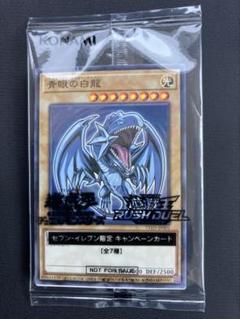 KONAMI
青眼の白龍
遊戯王
RUSH DUEL
セブン-イレブン限定 キャンペーンカード
【全7種】
NOT FOR SALE
DEF/2500